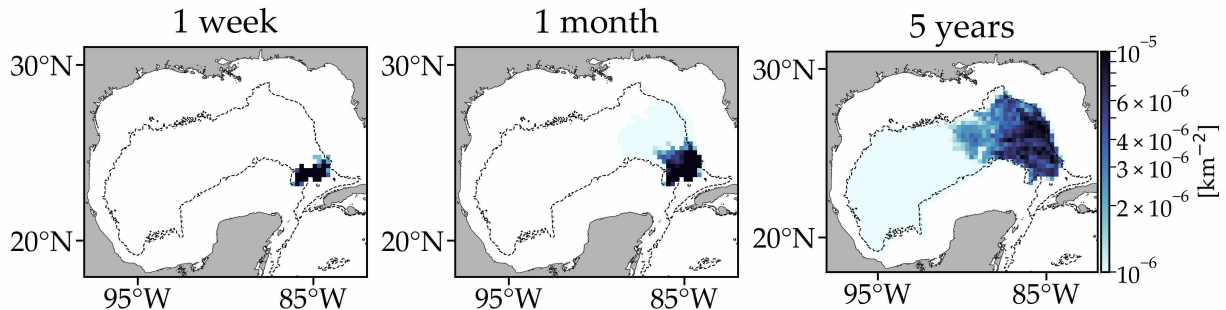 1 week
1 month
5 years
30°N
20°N
95°W
85°W
30°N
20°N
95°W
85°W
30°N
20°N
95°W
85°W
10⁻⁵
6 × 10⁻⁶
4 × 10⁻⁶
3 × 10⁻⁶
2 × 10⁻⁶
10⁻⁶
[km⁻²]